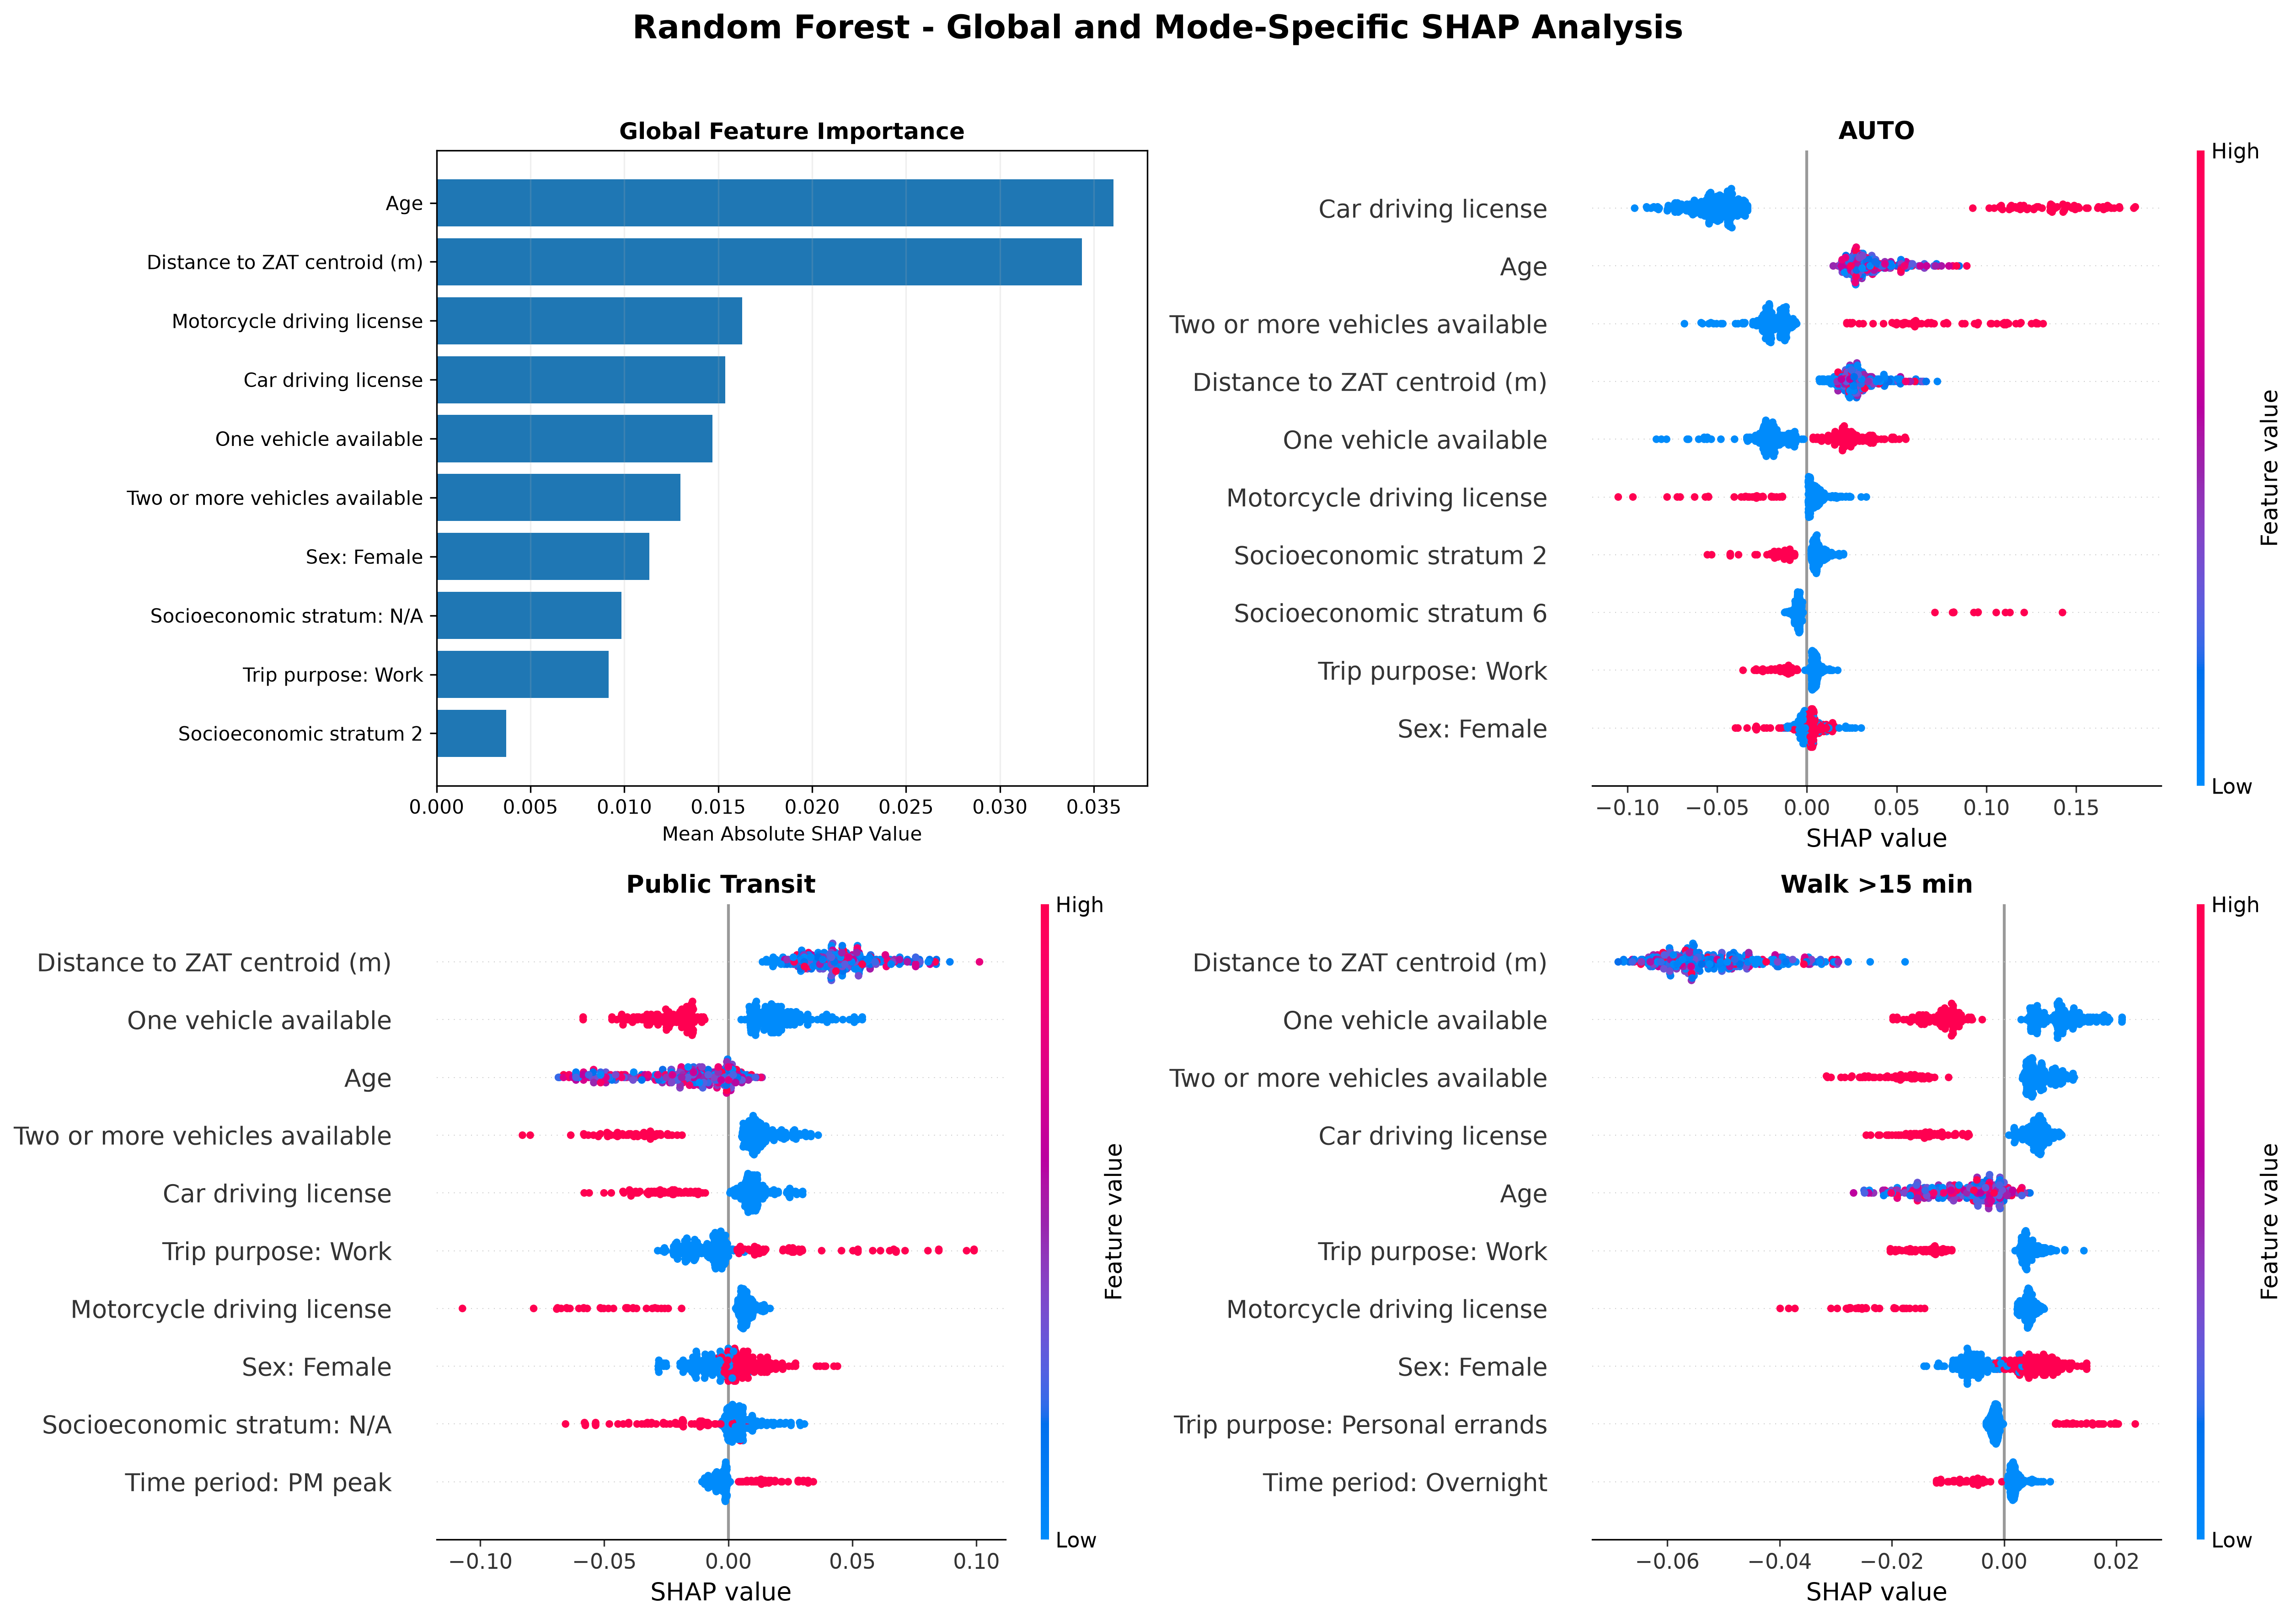 Random Forest - Global and Mode-Specific SHAP Analysis
Global Feature Importance
Age
Distance to ZAT centroid (m)
Motorcycle driving license
Car driving license
One vehicle available
Two or more vehicles available
Sex: Female
Socioeconomic stratum: N/A
Trip purpose: Work
Socioeconomic stratum 2
0.000 0.005 0.010 0.015 0.020 0.025 0.030 0.035
Mean Absolute SHAP Value
AUTO
Car driving license
Age
Two or more vehicles available
Distance to ZAT centroid (m)
One vehicle available
Motorcycle driving license
Socioeconomic stratum 2
Socioeconomic stratum 6
Trip purpose: Work
Sex: Female
−0.10 −0.05 0.00 0.05 0.10 0.15
SHAP value
High
Feature value
Low
Public Transit
Distance to ZAT centroid (m)
One vehicle available
Age
Two or more vehicles available
Car driving license
Trip purpose: Work
Motorcycle driving license
Sex: Female
Socioeconomic stratum: N/A
Time period: PM peak
−0.10 −0.05 0.00 0.05 0.10
SHAP value
High
Feature value
Low
Walk >15 min
Distance to ZAT centroid (m)
One vehicle available
Two or more vehicles available
Car driving license
Age
Trip purpose: Work
Motorcycle driving license
Sex: Female
Trip purpose: Personal errands
Time period: Overnight
−0.06 −0.04 −0.02 0.00 0.02
SHAP value
High
Feature value
Low